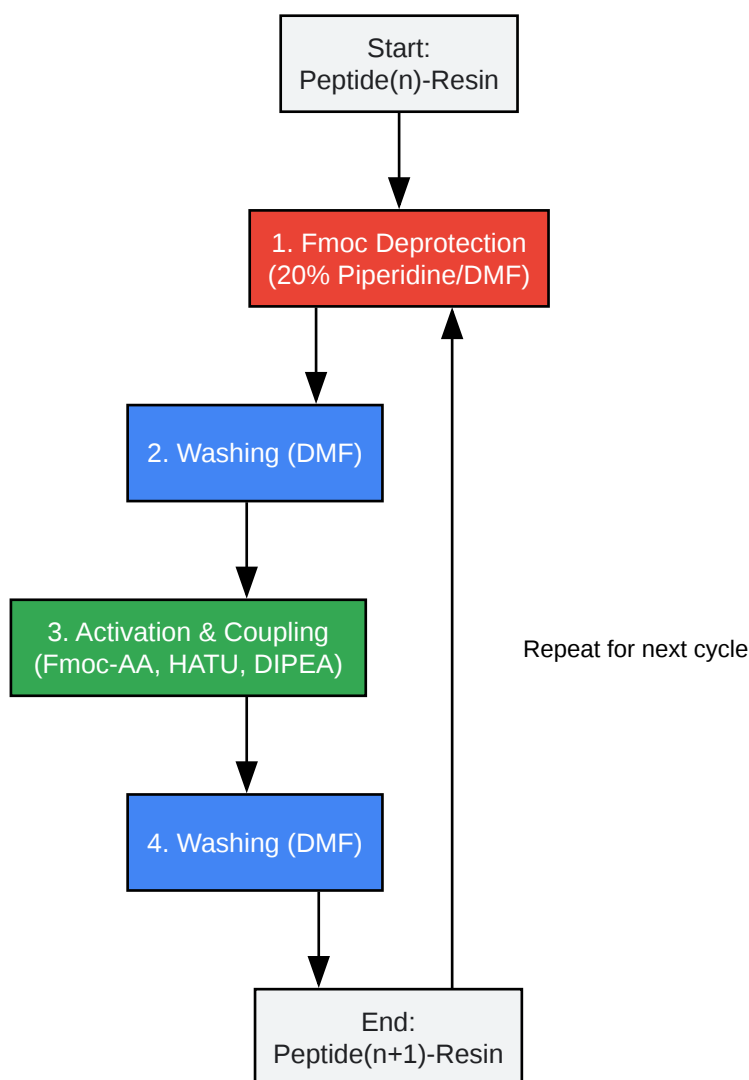 Start:
Peptide(n)-Resin
1. Fmoc Deprotection
(20% Piperidine/DMF)
2. Washing (DMF)
3. Activation & Coupling
(Fmoc-AA, HATU, DIPEA)
Repeat for next cycle
4. Washing (DMF)
End:
Peptide(n+1)-Resin